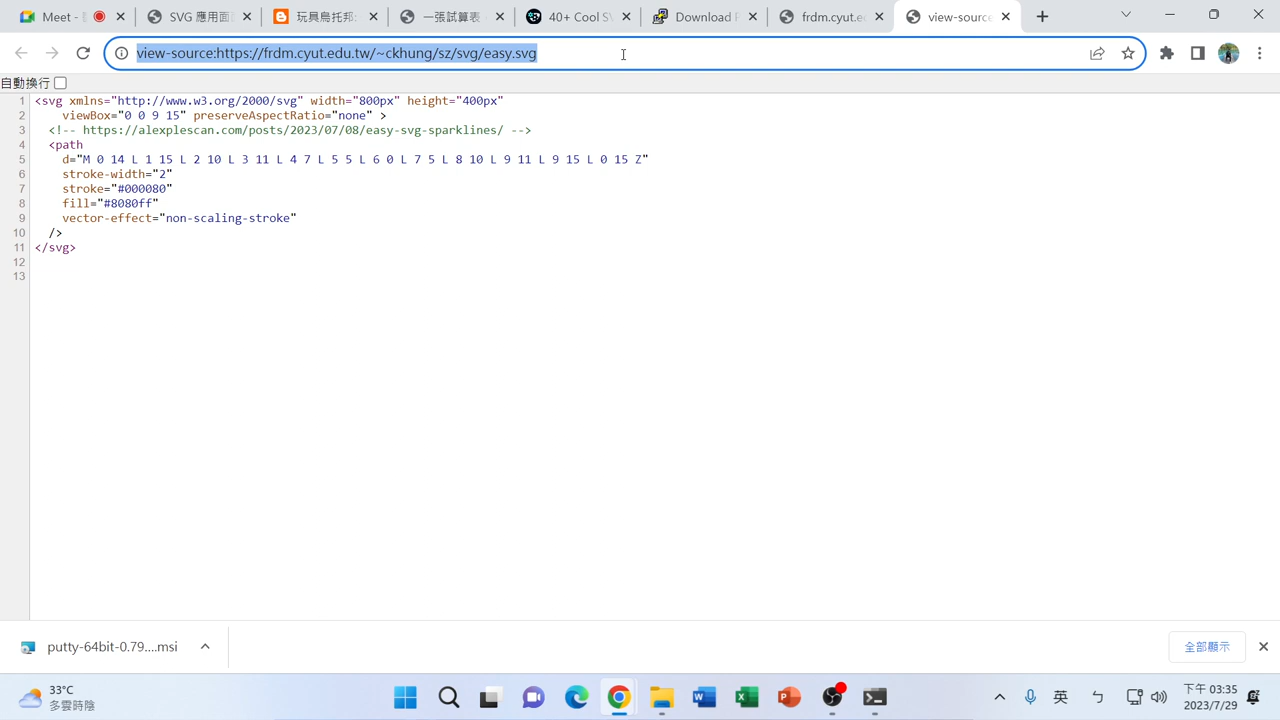 Meet -
SVG 應用面
玩具烏托邦
一張試算表
40+ Cool S
Download
frdm.cyut.e
view-source
view-source:https://frdm.cyut.edu.tw/~ckhung/sz/svg/easy.svg
自動換行
1 <svg xmlns="http://www.w3.org/2000/svg" width="800px" height="400px"
2 viewBox="0 0 9 15" preserveAspectRatio="none" >
3 <!-- https://alexplescan.com/posts/2023/07/08/easy-svg-sparklines/ -->
4 <path
5 d="M 0 14 L 1 15 L 2 10 L 3 11 L 4 7 L 5 5 L 6 0 L 7 5 L 8 10 L 9 11 L 9 15 L 0 15 Z"
6 stroke-width="2"
7 stroke="#000080"
8 fill="#8080ff"
9 vector-effect="non-scaling-stroke"
10 />
11 </svg>
12
13
putty-64bit-0.79....msi
全部顯示
33°C
多雲時陰
英
ㄅ
下午 03:35
2023/7/29